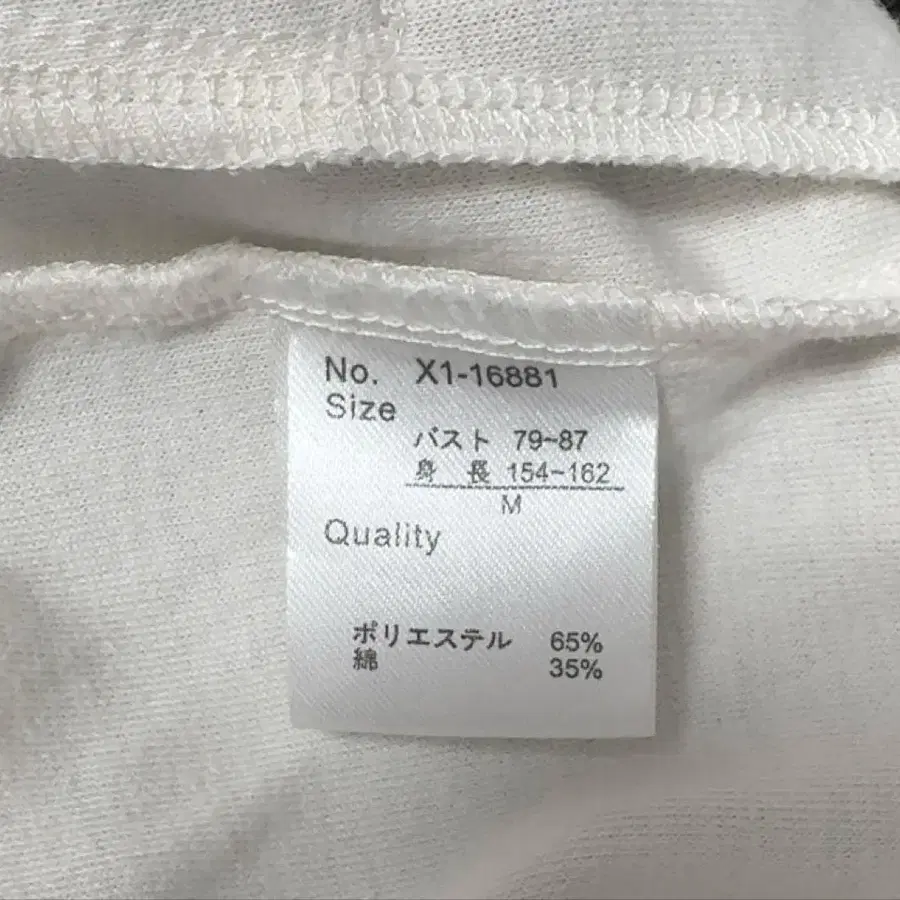 No. X1-16881
Size
バスト 79~87
身 長 154~162
M
Quality
ポリエステル 65%
綿 35%